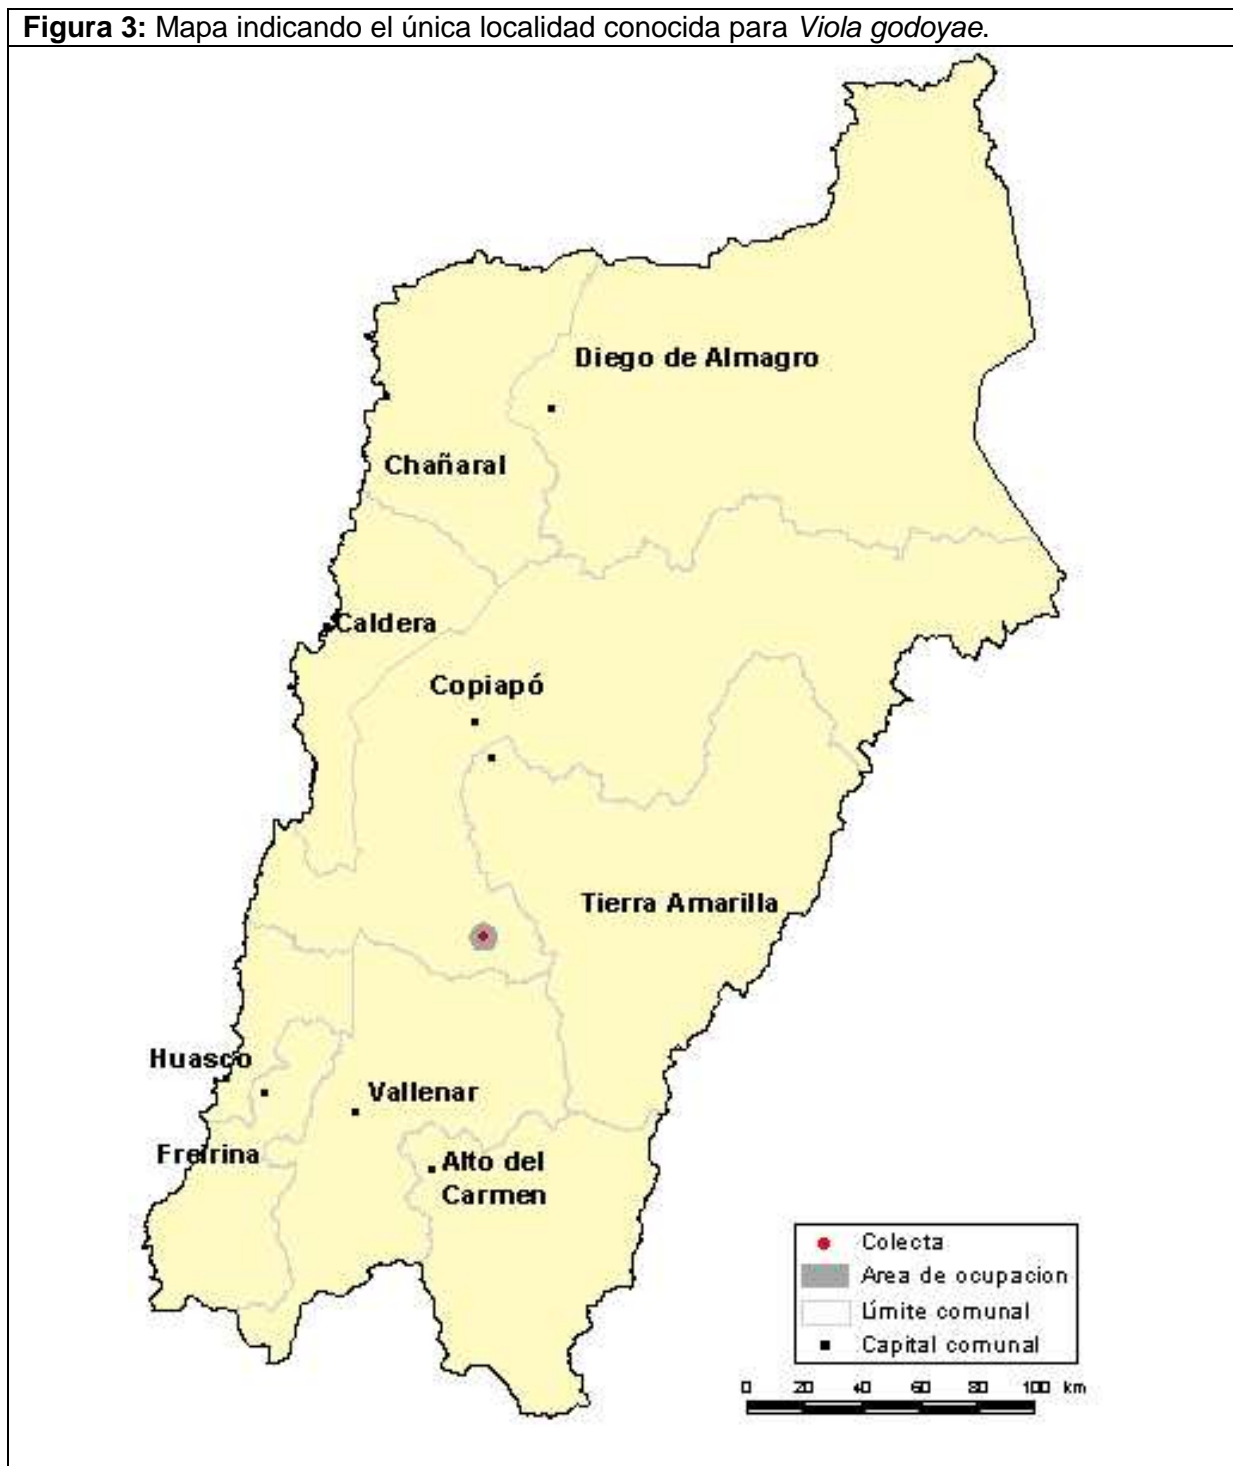 Figura 3: Mapa indicando el única localidad conocida para Viola godoyae.
Diego de Almagro
Chañaral
Caldera
Copiapó
Tierra Amarilla
Huasco
Vallenar
Freirina
Alto del
Carmen
Colecta
Area de ocupacion
Límite comunal
Capital comunal
0 20 40 60 80 100 km